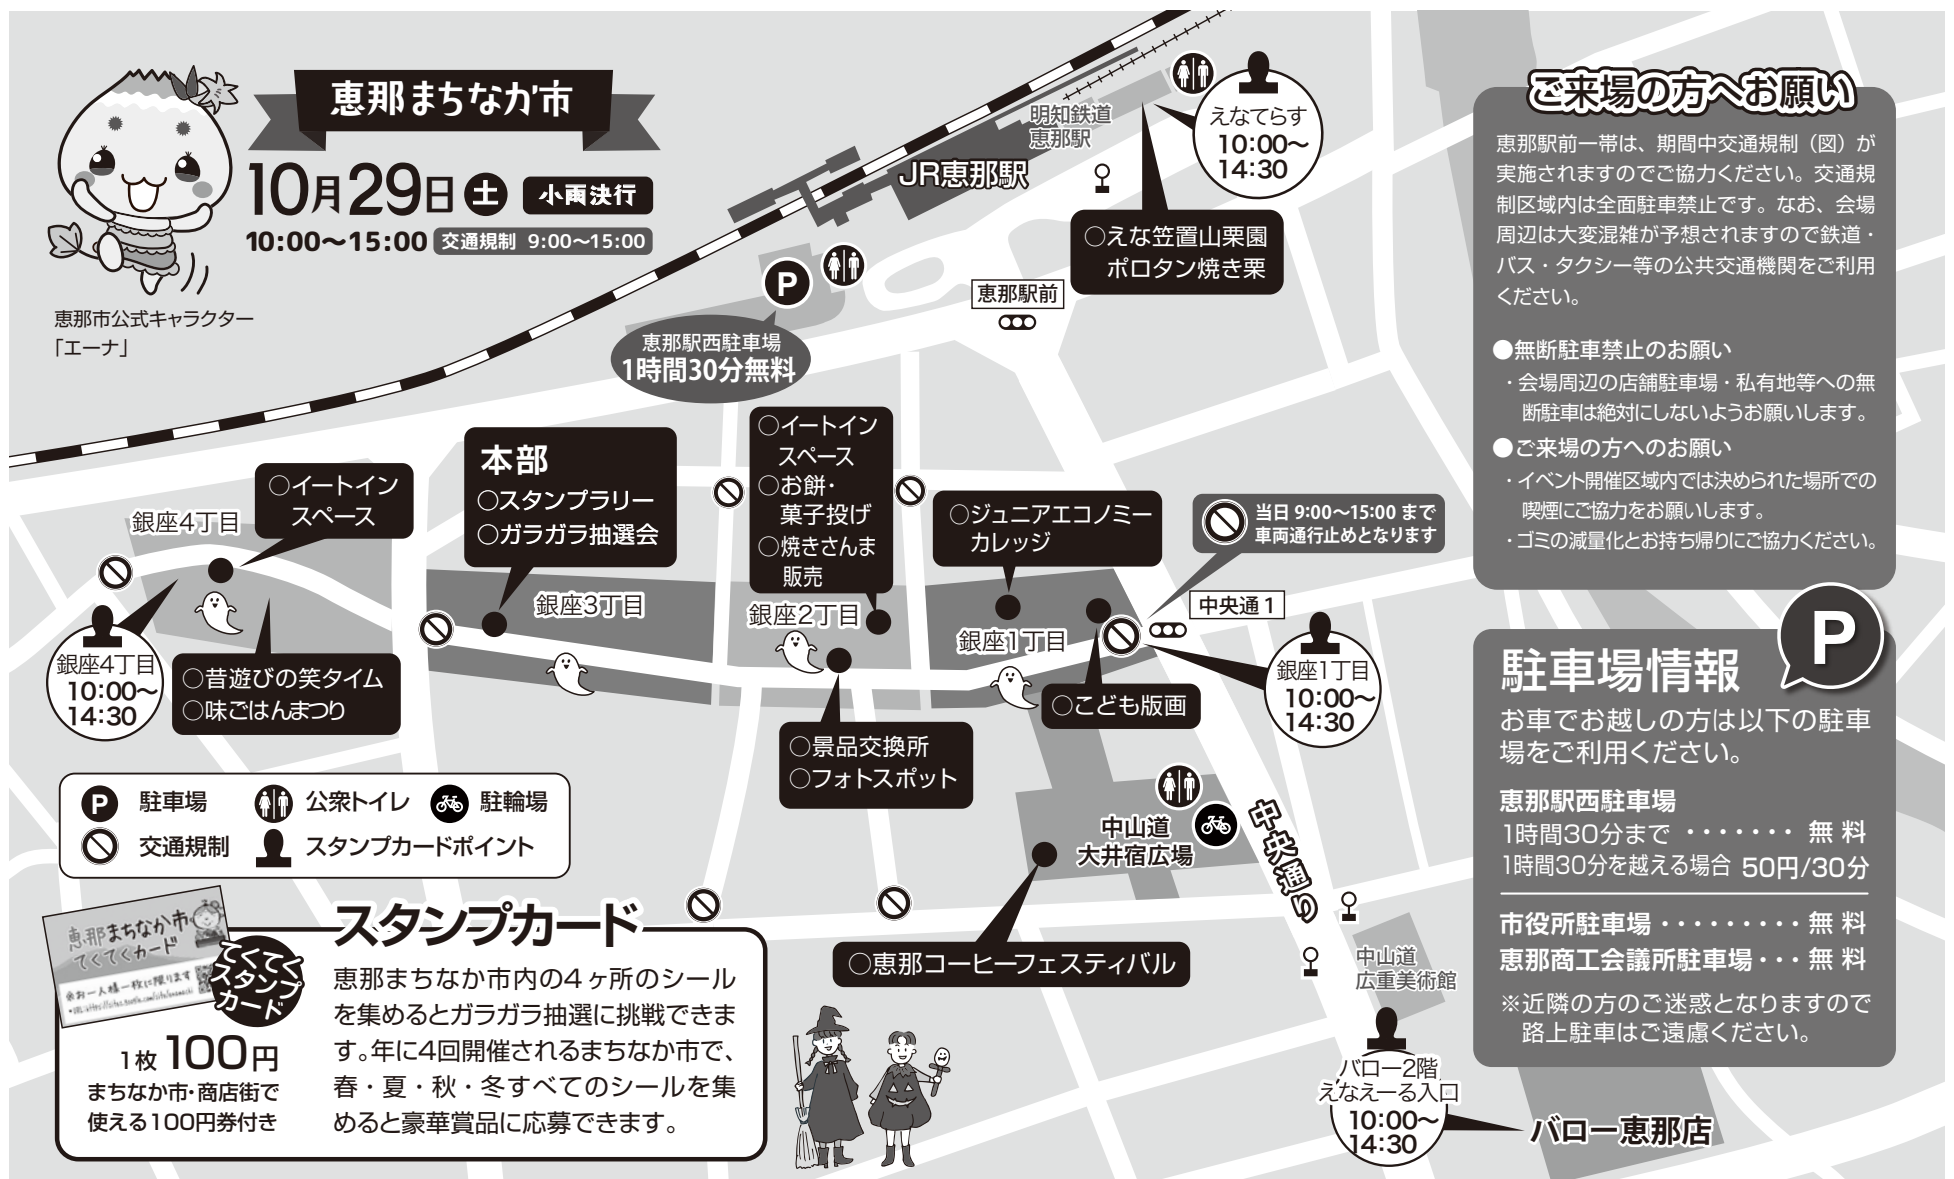 恵那まちなか市
10月29日土 小雨決行
10:00〜15:00 交通規制 9:00〜15:00
恵那市公式キャラクター
「エーナ」
明知鉄道
恵那駅
JR恵那駅
えなてらす
10:00〜
14:30
○えな笠置山栗園
ポロタン焼き栗
恵那駅前
P
恵那駅西駐車場
1時間30分無料
○イートイン
スペース
○お餅・
菓子投げ
○焼きさんま
販売
本部
○スタンプラリー
○ガラガラ抽選会
○イートイン
スペース
銀座4丁目
○ジュニアエコノミー
カレッジ
当日 9:00〜15:00 まで
車両通行止めとなります
中央通1
銀座3丁目
銀座2丁目
銀座1丁目
銀座4丁目
10:00〜
14:30
○昔遊びの笑タイム
○味ごはんまつり
銀座1丁目
10:00〜
14:30
○こども版画
○景品交換所
○フォトスポット
P 駐車場 公衆トイレ 駐輪場
交通規制 スタンプカードポイント
中山道
大井宿広場
中央通り
○恵那コーヒーフェスティバル
中山道
広重美術館
バロー2階
えなえーる入口
10:00〜
14:30
バロー恵那店
スタンプカード
恵那まちなか市
てくてくカード
※お一人様一枚に限ります
てくてく
スタンプ
カード
1枚100円
まちなか市・商店街で
使える100円券付き
恵那まちなか市内の4ヶ所のシール
を集めるとガラガラ抽選に挑戦できま
す。年に4回開催されるまちなか市で、
春・夏・秋・冬すべてのシールを集
めると豪華賞品に応募できます。
ご来場の方へお願い
恵那駅前一帯は、期間中交通規制（図）が
実施されますのでご協力ください。交通規
制区域内は全面駐車禁止です。なお、会場
周辺は大変混雑が予想されますので鉄道・
バス・タクシー等の公共交通機関をご利用
ください。
●無断駐車禁止のお願い
・会場周辺の店舗駐車場・私有地等への無
断駐車は絶対にしないようお願いします。
●ご来場の方へのお願い
・イベント開催区域内では決められた場所での
喫煙にご協力をお願いします。
・ゴミの減量化とお持ち帰りにご協力ください。
P
駐車場情報
お車でお越しの方は以下の駐車
場をご利用ください。
恵那駅西駐車場
1時間30分まで・・・・・・・無料
1時間30分を越える場合 50円/30分
市役所駐車場・・・・・・・・・無料
恵那商工会議所駐車場・・・無料
※近隣の方のご迷惑となりますので
路上駐車はご遠慮ください。